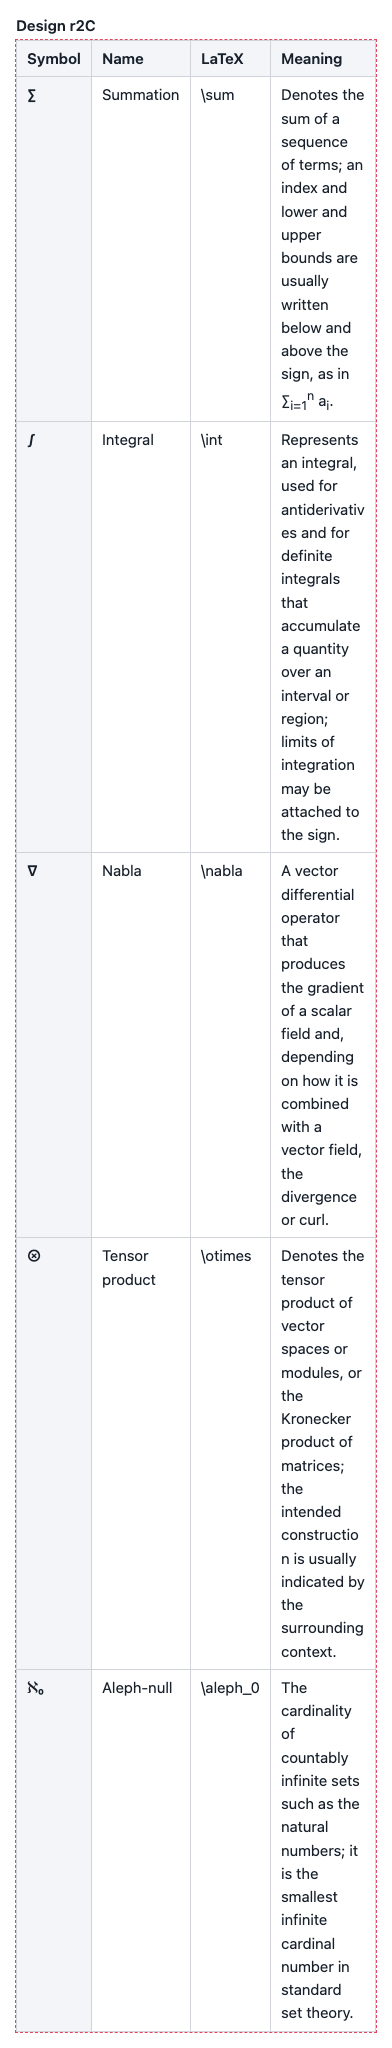 Design r2C
Symbol Name LaTeX Meaning
∑ Summation \sum Denotes the
sum of a
sequence
of terms; an
index and
lower and
upper
bounds are
usually
written
below and
above the
sign, as in
∑i=1n ai.
∫ Integral \int Represents
an integral,
used for
antiderivativ
es and for
definite
integrals
that
accumulate
a quantity
over an
interval or
region;
limits of
integration
may be
attached to
the sign.
∇ Nabla \nabla A vector
differential
operator
that
produces
the gradient
of a scalar
field and,
depending
on how it is
combined
with a
vector field,
the
divergence
or curl.
⊗ Tensor \otimes Denotes the
product tensor
product of
vector
spaces or
modules, or
the
Kronecker
product of
matrices;
the
intended
constructio
n is usually
indicated by
the
surrounding
context.
ℵ₀ Aleph-null \aleph_0 The
cardinality
of
countably
infinite sets
such as the
natural
numbers; it
is the
smallest
infinite
cardinal
number in
standard
set theory.